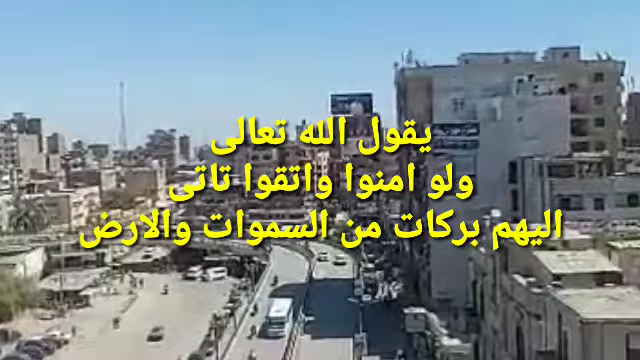 يقول الله تعالى
ولو امنوا واتقوا تاتى
اليهم بركات من السموات والارض